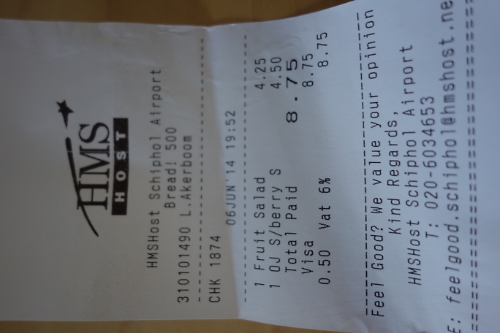 HMS
HOST
HMSHost Schiphol Airport
Bread! 500
310101490 L.Akerboom
CHK 1874 06JUN'14 19:52
1 Fruit Salad 4.25
1 OJ S/berry S 4.50
Total Paid 8.75
Visa 8.75
0.50 Vat 6% 8.75
Feel Good? We value your opinion
Kind Regards,
HMSHost Schiphol Airport
T: 020-6034653
E: feelgood.schiphol@hmshost.ne